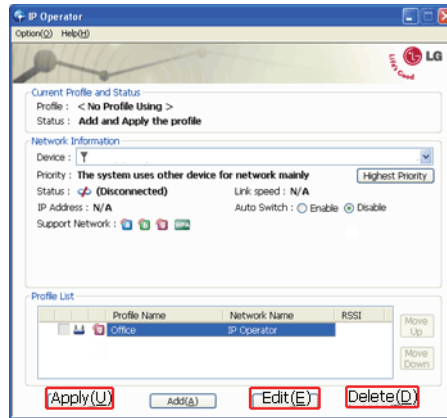 IP Operator
Option(O) Help(H)
Life's Good
LG
Current Profile and Status
Profile : < No Profile Using >
Status : Add and Apply the profile
Network Information
Device :
Priority : The system uses other device for network mainly
Highest Priority
Status : (Disconnected) Link speed : N/A
IP Address : N/A Auto Switch : Enable Disable
Support Network : a b g WPA
Profile List
Profile Name Network Name RSSI
Office IP Operator
Move Up
Move Down
Apply(U) Add(A) Edit(E) Delete(D)